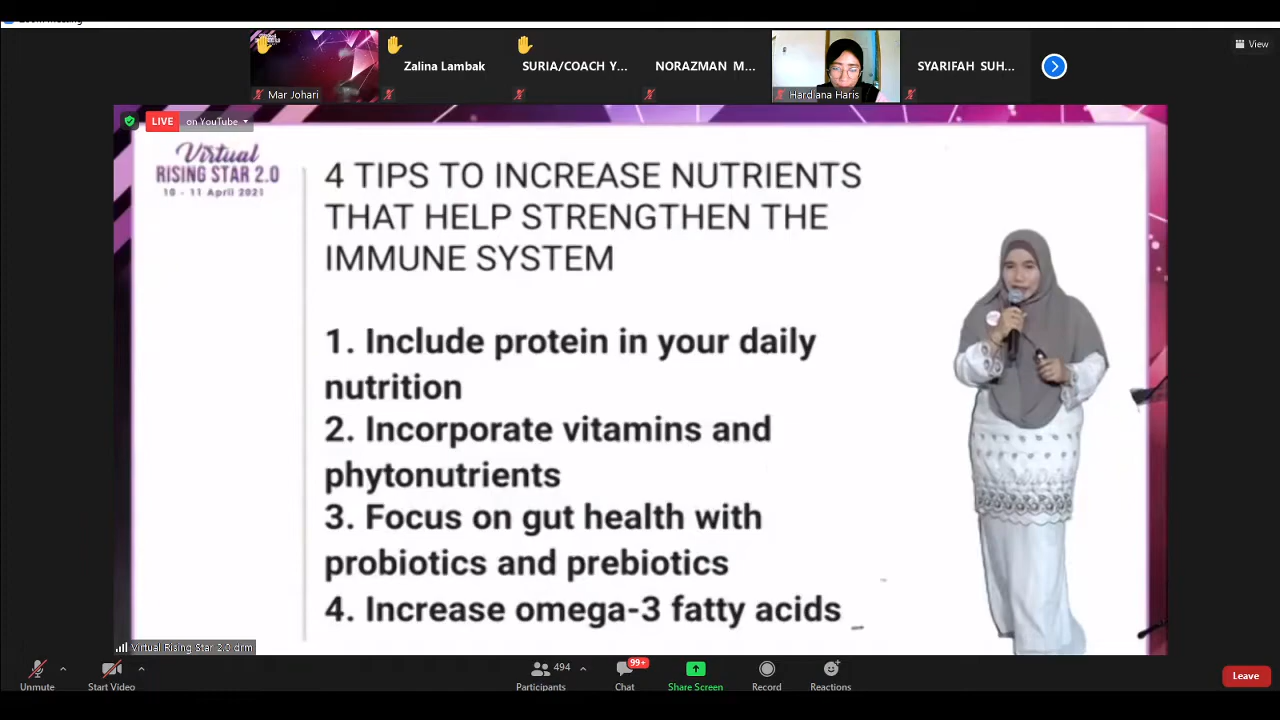 Zoom Meeting
View
Zalina Lambak
SURIA/COACH Y...
NORAZMAN M...
SYARIFAH SUH...
Mar Johari
Hardiana Haris
LIVE on YouTube
Virtual
RISING STAR 2.0
10 - 11 April 2021
4 TIPS TO INCREASE NUTRIENTS
THAT HELP STRENGTHEN THE
IMMUNE SYSTEM
1. Include protein in your daily
nutrition
2. Incorporate vitamins and
phytonutrients
3. Focus on gut health with
probiotics and prebiotics
4. Increase omega-3 fatty acids
Virtual Rising Star 2.0 drm
494
99+
Unmute
Start Video
Participants
Chat
Share Screen
Record
Reactions
Leave